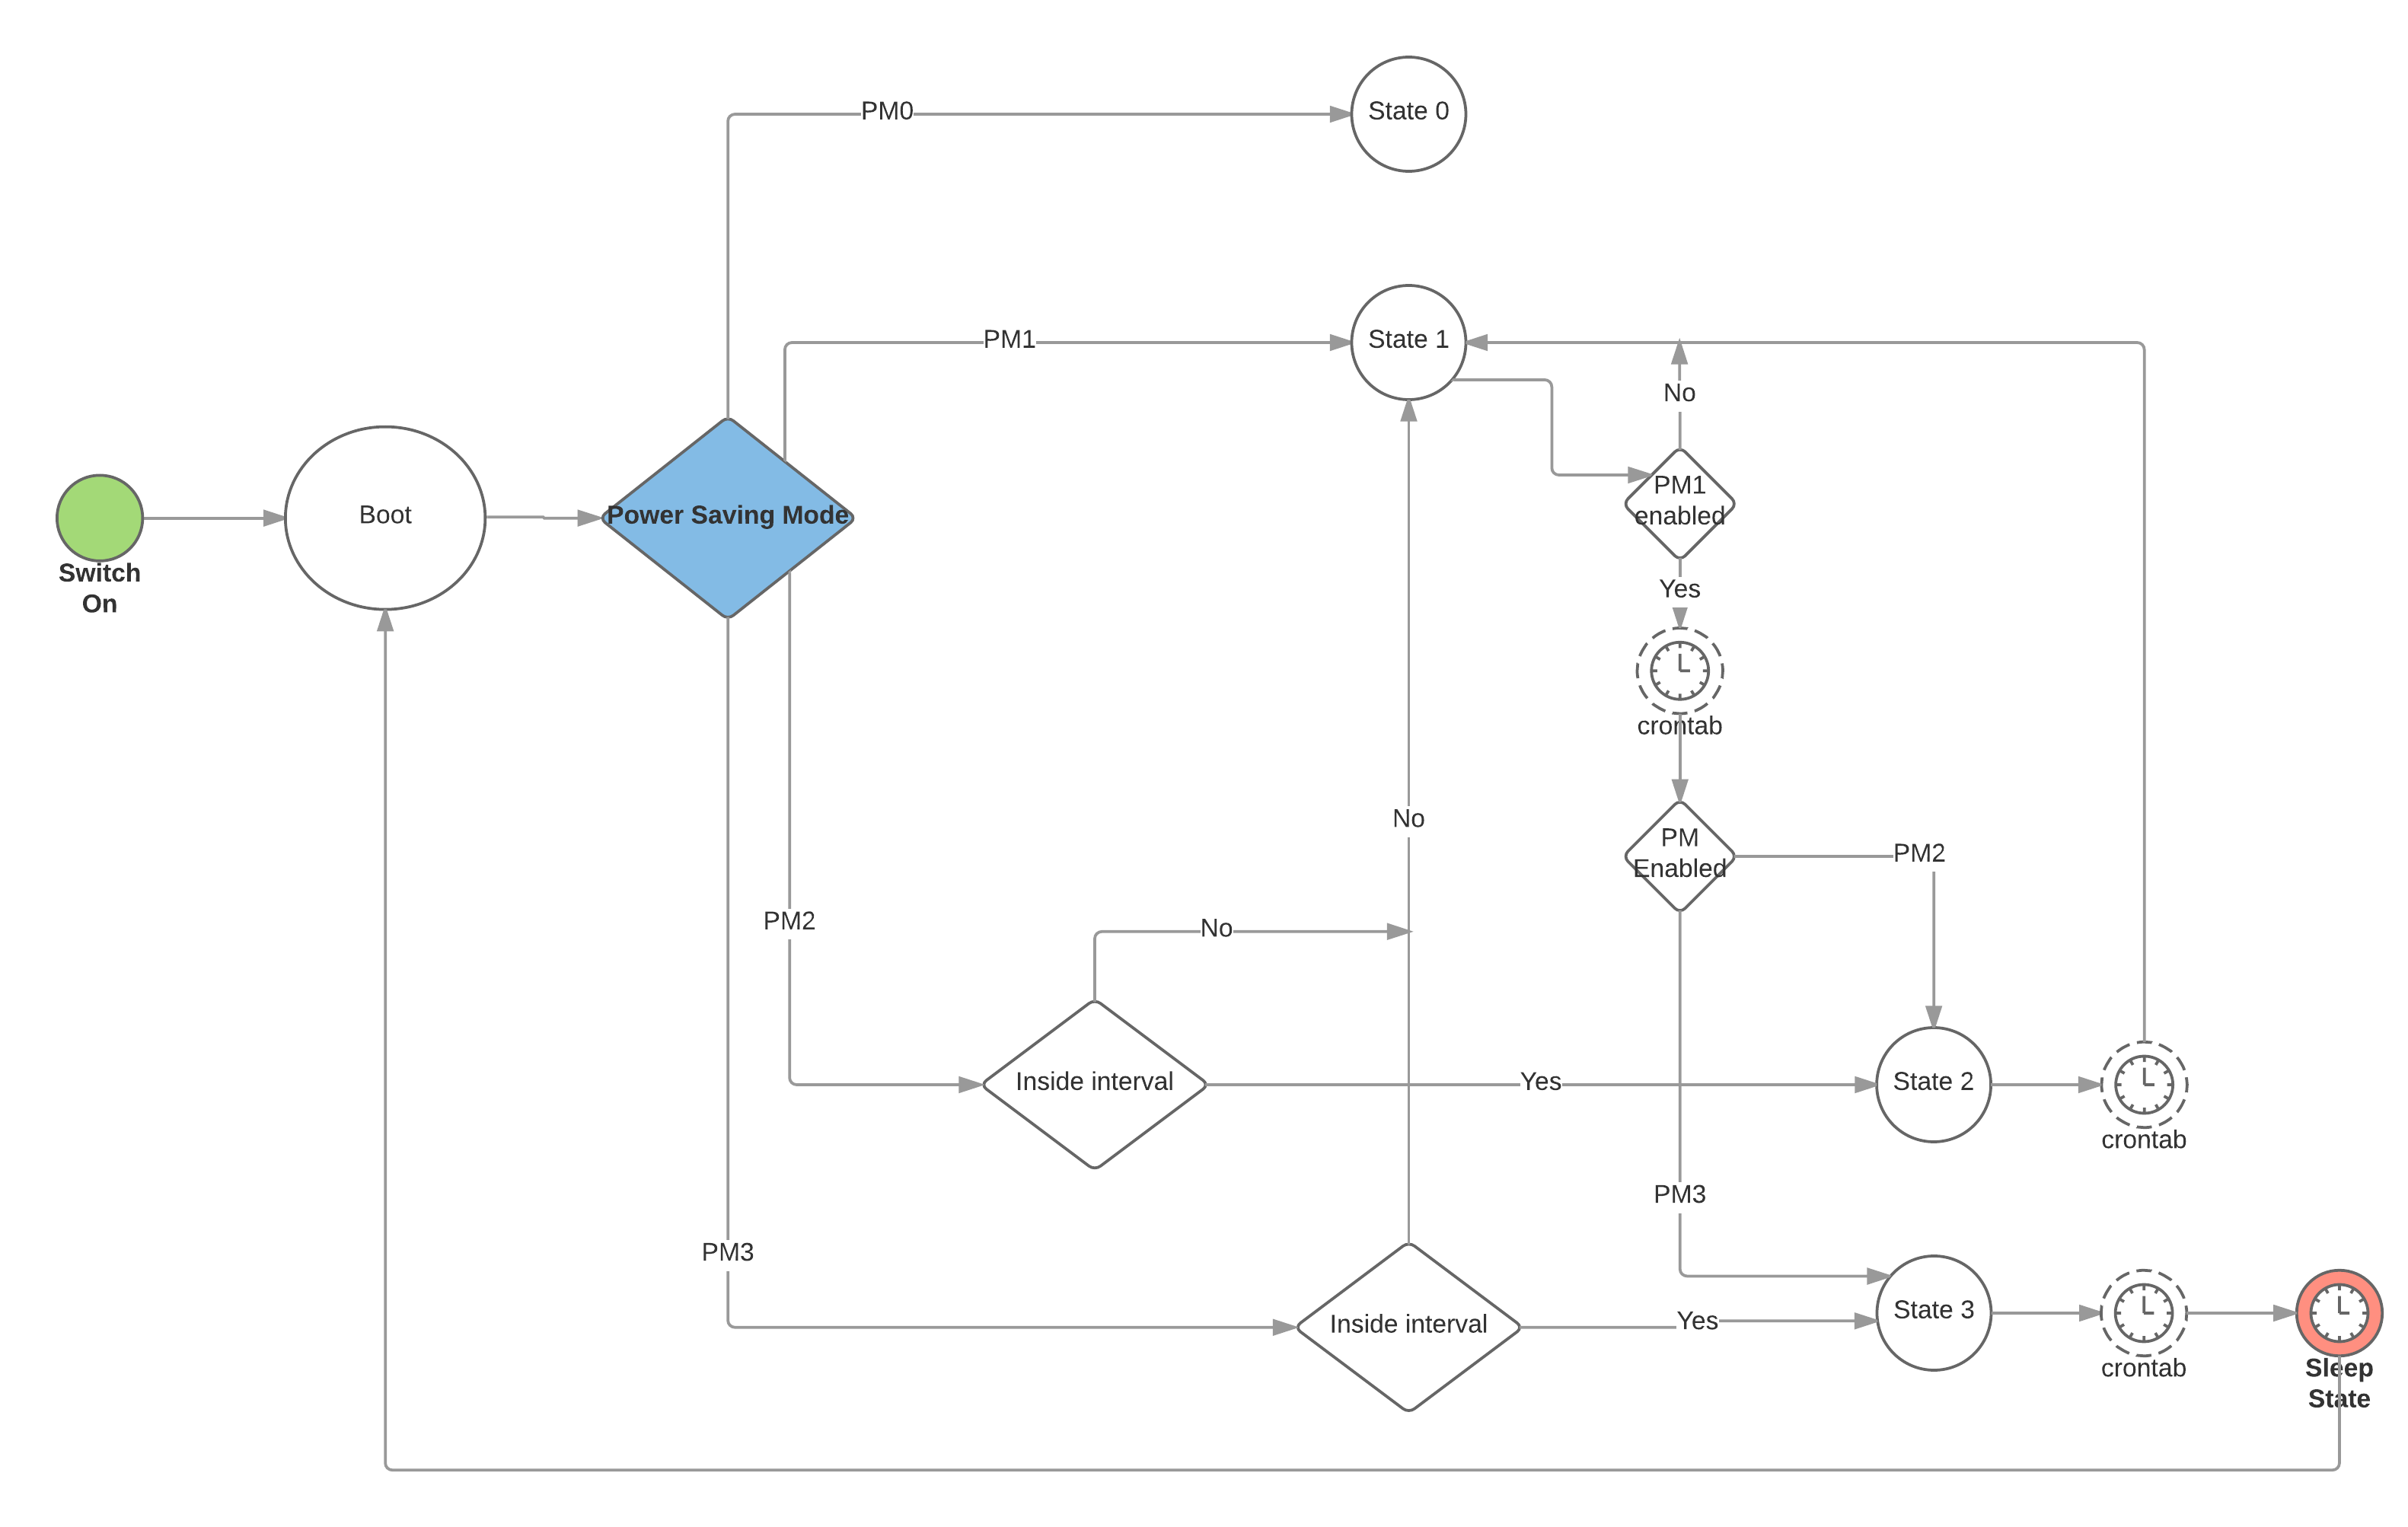 State 0
PM0
State 1
PM1
No
PM1
enabled
Power Saving Mode
Boot
Switch
On
Yes
crontab
No
PM
Enabled
PM2
PM2
No
Inside interval
Yes
State 2
crontab
PM3
PM3
Inside interval
Yes
State 3
crontab
Sleep
State